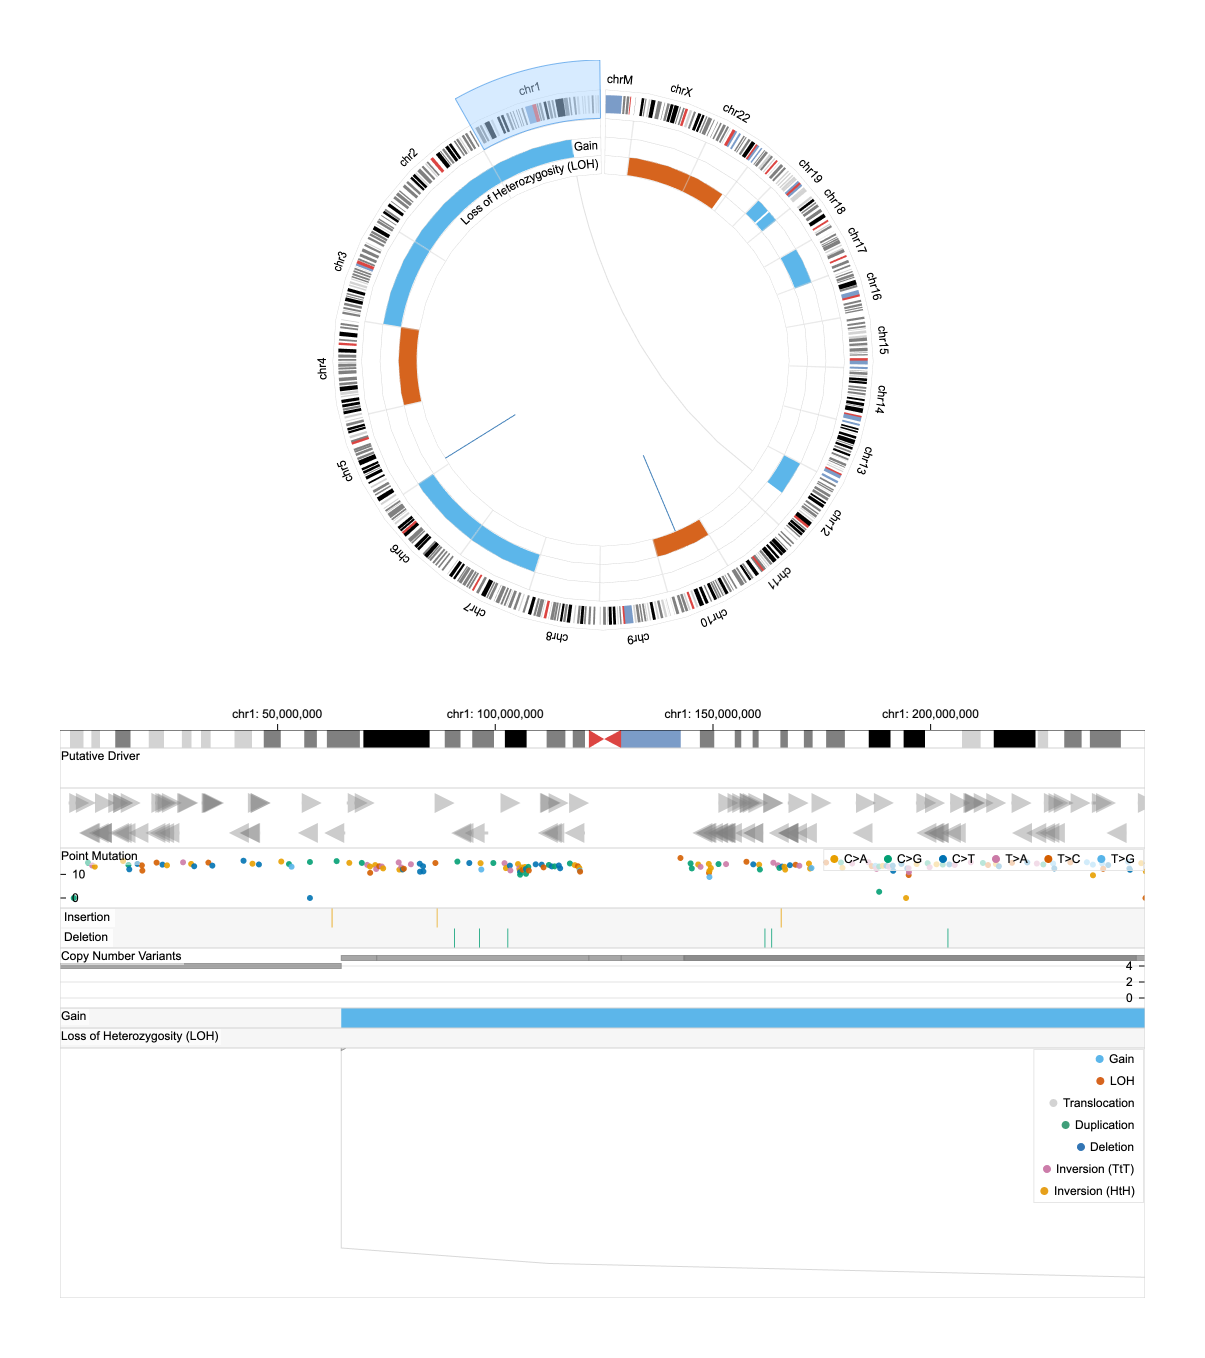 chr1
chrM
chrX
chr22
chr2
chr19
chr18
chr17
chr3
chr16
chr4
chr15
chr14
chr5
chr13
chr6
chr12
chr7
chr11
chr8
chr9
chr10
Gain
Loss of Heterozygosity (LOH)
chr1: 50,000,000 chr1: 100,000,000 chr1: 150,000,000 chr1: 200,000,000
Putative Driver
Point Mutation
C>A C>G C>T T>A T>C T>G
10
0
Insertion
Deletion
Copy Number Variants
4
2
0
Gain
Loss of Heterozygosity (LOH)
Gain
LOH
Translocation
Duplication
Deletion
Inversion (TtT)
Inversion (HtH)